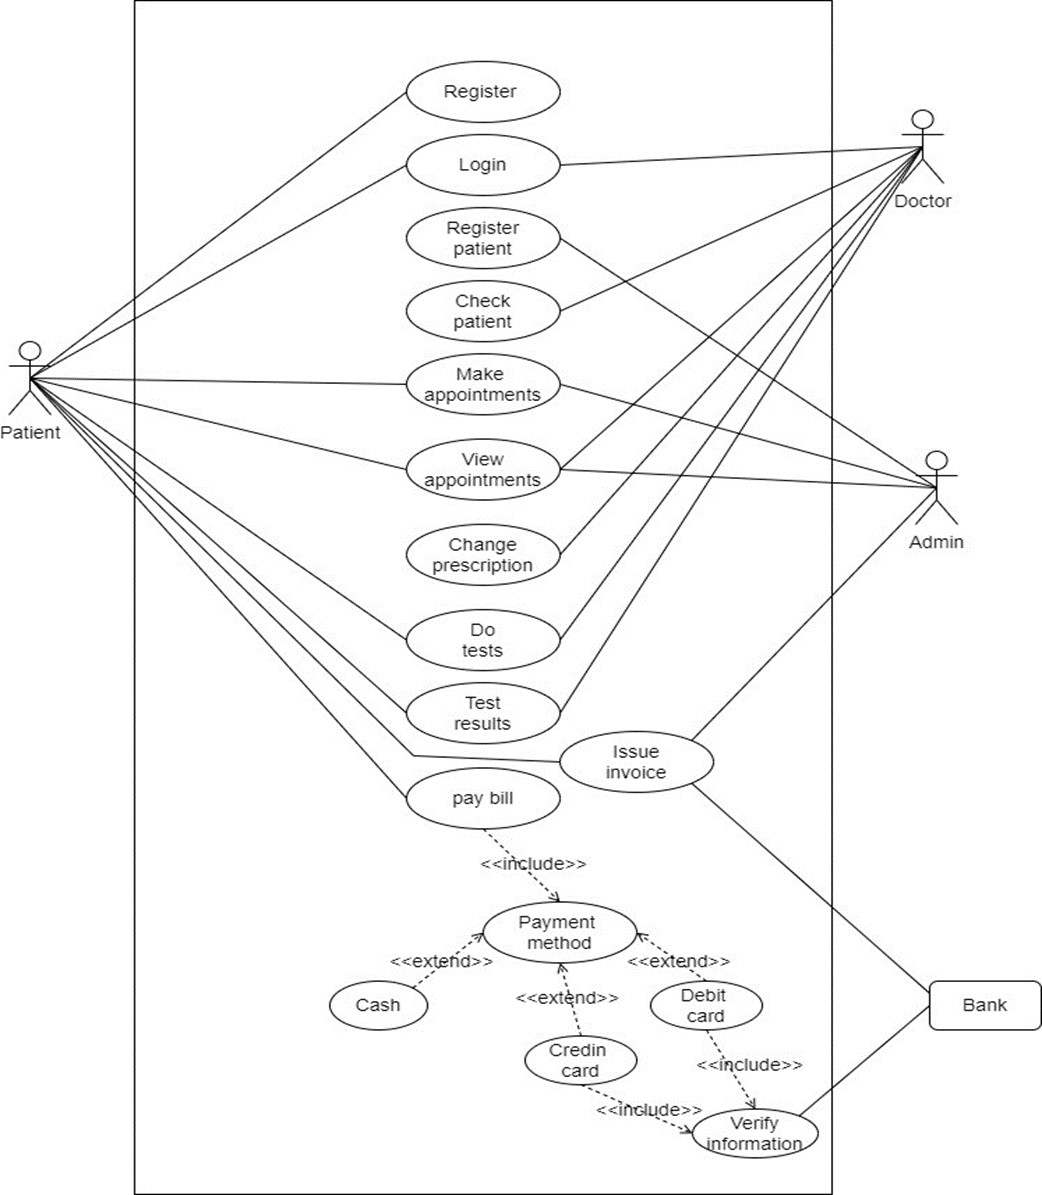 Register
Login
Doctor
Register
patient
Check
patient
Patient
Make
appointments
View
appointments
Admin
Change
prescription
Do
tests
Test
results
Issue
invoice
pay bill
<<include>>
Payment
method
<<extend>>
<<extend>>
<<extend>>
Cash
Debit
card
Bank
Credin
card
<<include>>
<<include>>
Verify
information